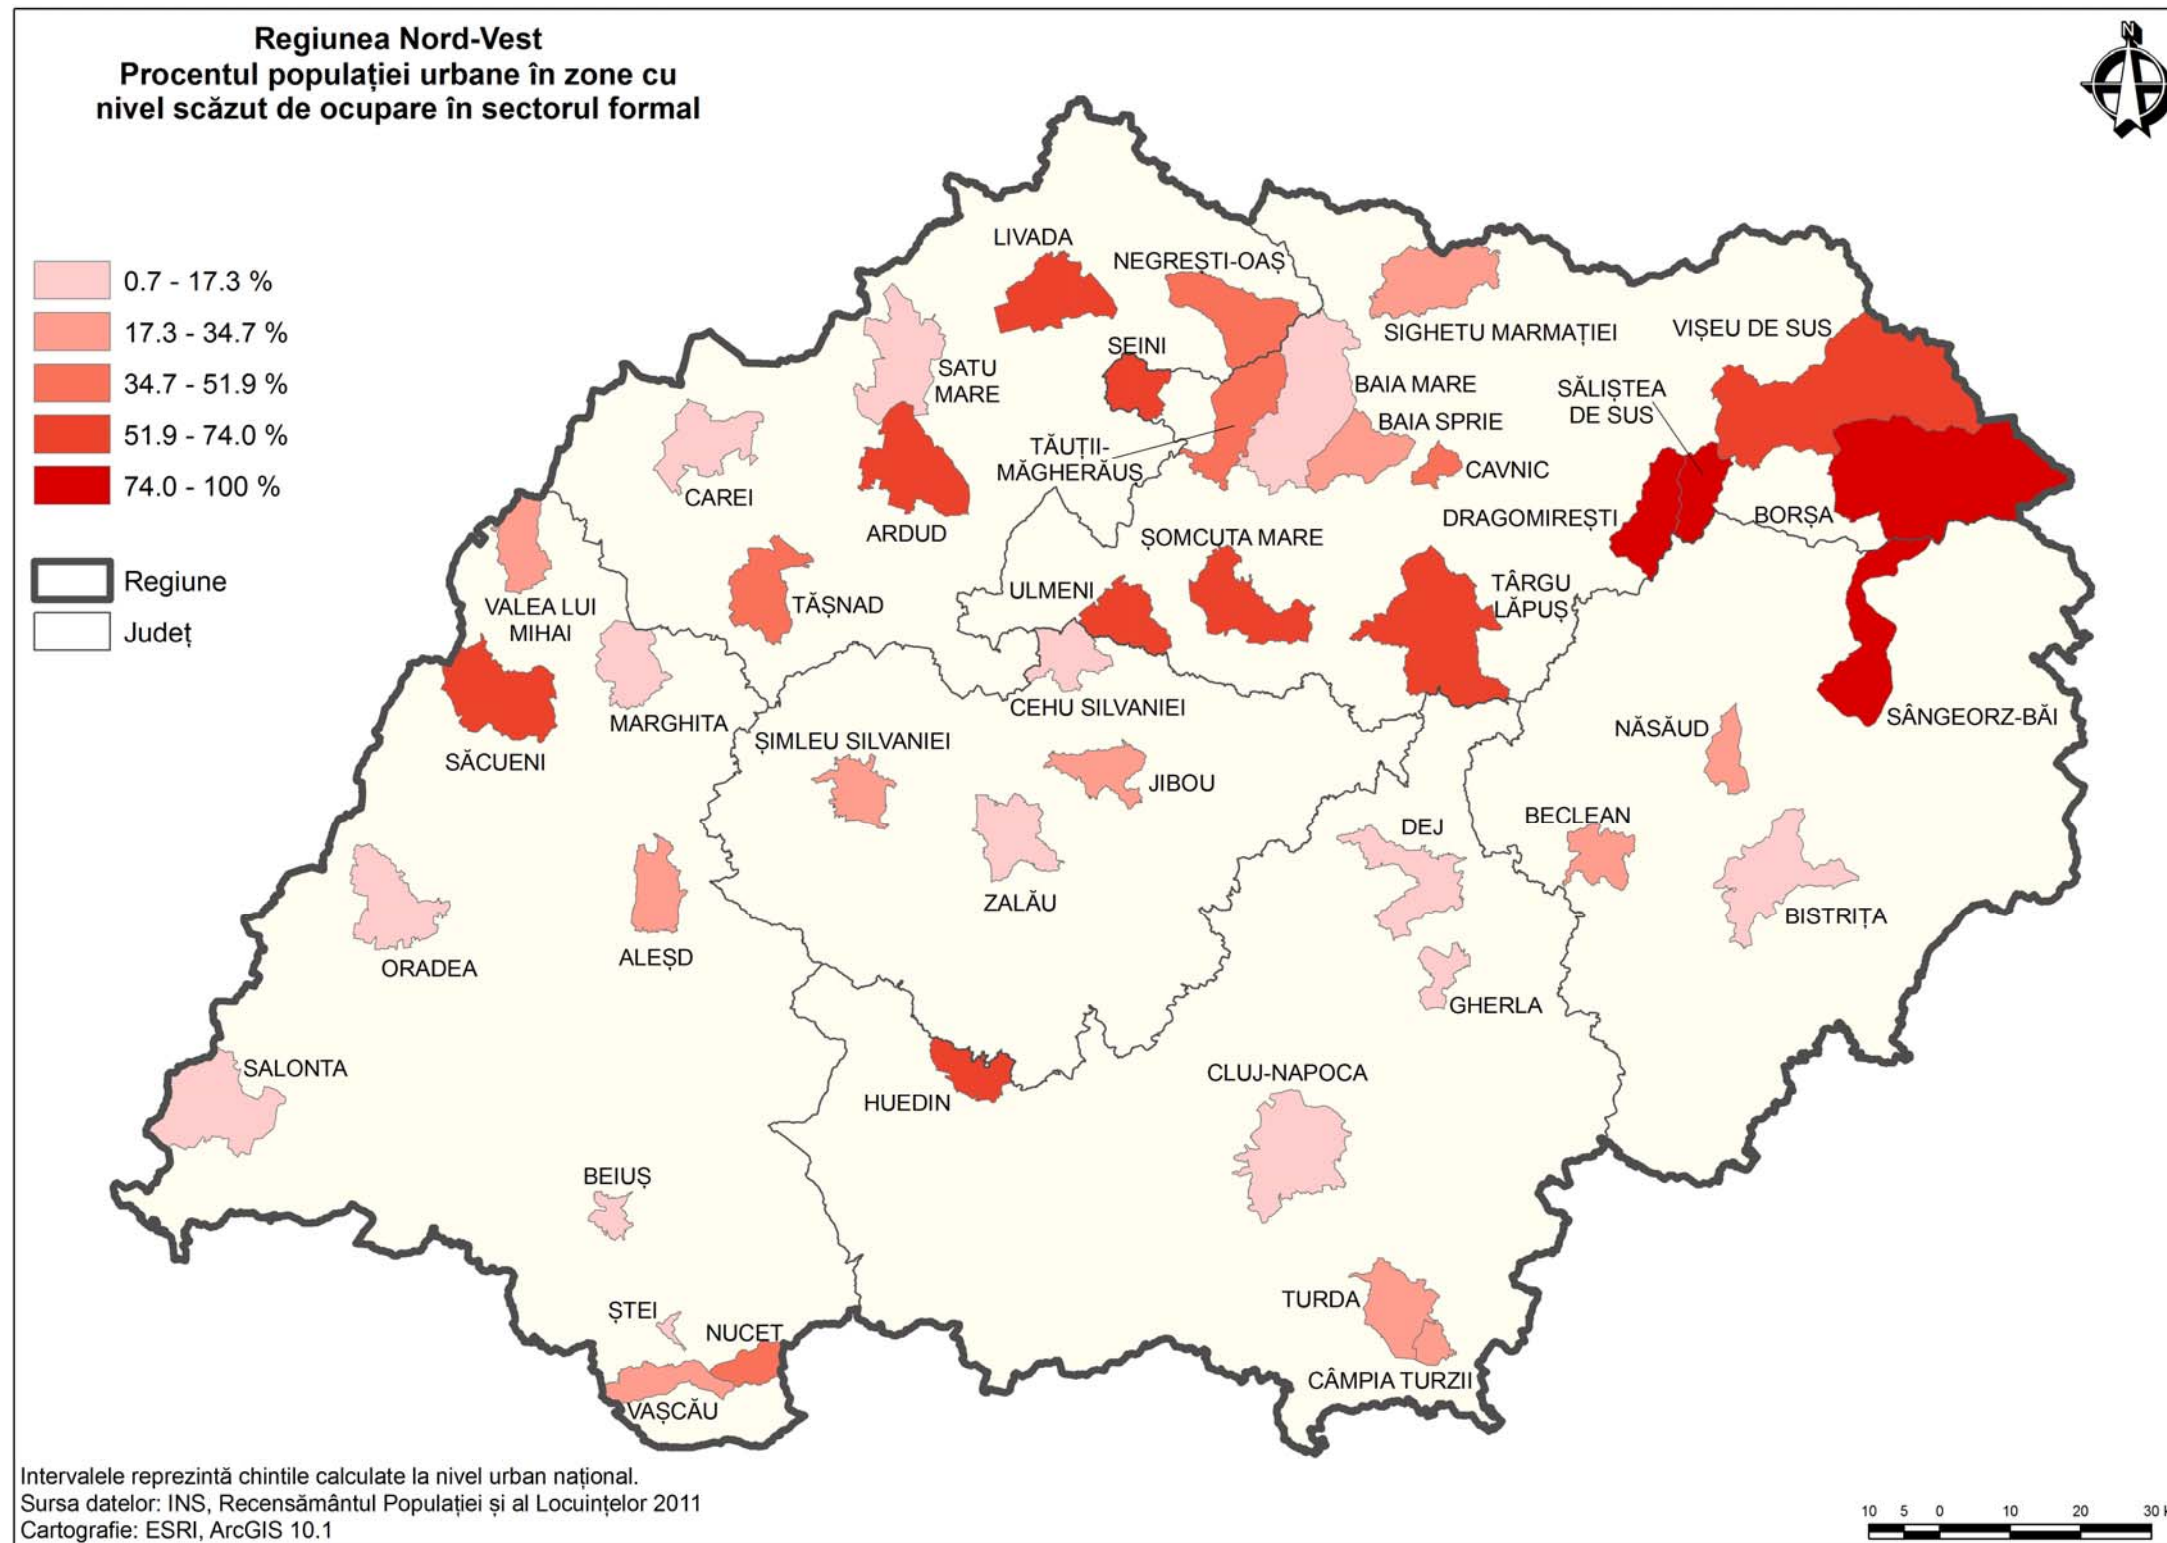 Regiunea Nord-Vest
Procentul populației urbane în zone cu
nivel scăzut de ocupare în sectorul formal
N
0.7 - 17.3 %
17.3 - 34.7 %
34.7 - 51.9 %
51.9 - 74.0 %
74.0 - 100 %
Regiune
Județ
LIVADA
NEGREȘTI-OAȘ
SIGHETU MARMAȚIEI
VIȘEU DE SUS
SEINI
SATU
MARE
BAIA MARE
SĂLIȘTEA
DE SUS
BAIA SPRIE
TĂUȚII-
MĂGHERĂUȘ
CAVNIC
CAREI
DRAGOMIREȘTI
BORȘA
ARDUD
ȘOMCUTA MARE
ULMENI
TÂRGU
LĂPUȘ
VALEA LUI
MIHAI
TĂȘNAD
CEHU SILVANIEI
SÂNGEORZ-BĂI
MARGHITA
NĂSĂUD
SĂCUENI
ȘIMLEU SILVANIEI
JIBOU
BECLEAN
DEJ
ZALĂU
BISTRIȚA
ALEȘD
ORADEA
GHERLA
SALONTA
CLUJ-NAPOCA
HUEDIN
BEIUȘ
TURDA
ȘTEI
NUCET
CÂMPIA TURZII
VAȘCĂU
Intervalele reprezintă chintile calculate la nivel urban național.
Sursa datelor: INS, Recensământul Populației și al Locuințelor 2011
Cartografie: ESRI, ArcGIS 10.1
10 5 0 10 20 30